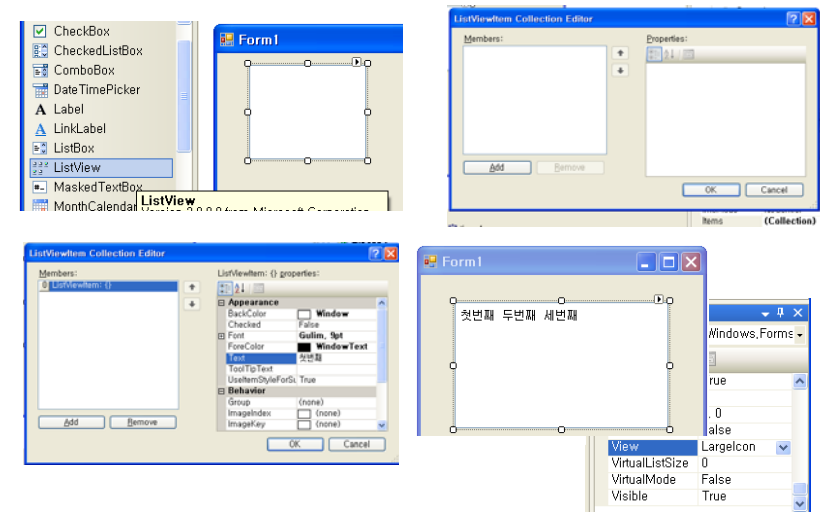 CheckBox
CheckedListBox
ComboBox
DateTimePicker
A Label
A LinkLabel
ListBox
ListView
MaskedTextBox
MonthCalendar
ListView
Form1
ListViewItem Collection Editor
Members:
Properties:
Add
Remove
OK
Cancel
Items
(Collection)
ListViewItem Collection Editor
Members:
0 ListViewItem: {}
Add
Remove
ListViewItem: {} properties:
Appearance
BackColor Window
Checked False
Font Gulim, 9pt
ForeColor WindowText
Text 첫번째
ToolTipText
UseItemStyleForSu True
Behavior
Group (none)
ImageIndex (none)
ImageKey (none)
OK
Cancel
Form1
첫번째 두번째 세번째
Windows,Forms
rue
, 0
alse
View LargeIcon
VirtualListSize 0
VirtualMode False
Visible True